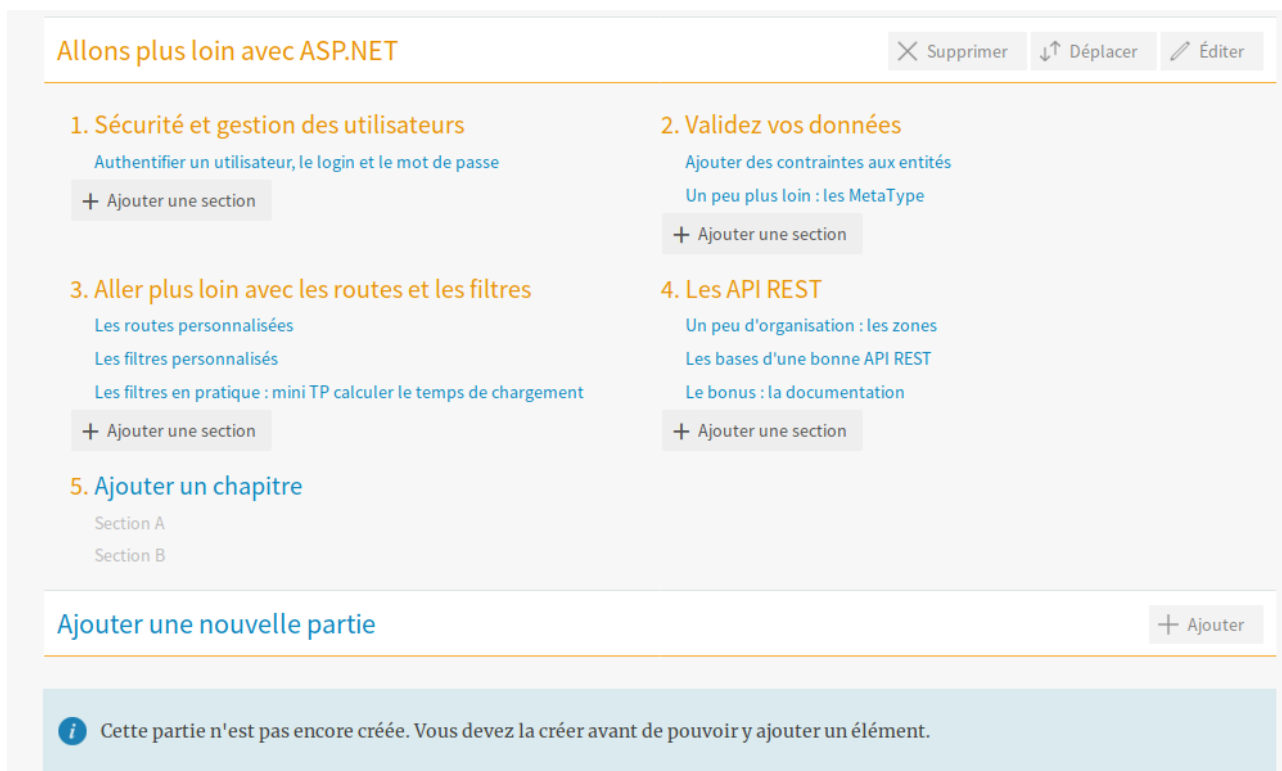 Allons plus loin avec ASP.NET
Supprimer
Déplacer
Éditer
1. Sécurité et gestion des utilisateurs
Authentifier un utilisateur, le login et le mot de passe
+ Ajouter une section
2. Validez vos données
Ajouter des contraintes aux entités
Un peu plus loin : les MetaType
+ Ajouter une section
3. Aller plus loin avec les routes et les filtres
Les routes personnalisées
Les filtres personnalisés
Les filtres en pratique : mini TP calculer le temps de chargement
+ Ajouter une section
4. Les API REST
Un peu d'organisation : les zones
Les bases d'une bonne API REST
Le bonus : la documentation
+ Ajouter une section
5. Ajouter un chapitre
Section A
Section B
Ajouter une nouvelle partie
+ Ajouter
i Cette partie n'est pas encore créée. Vous devez la créer avant de pouvoir y ajouter un élément.